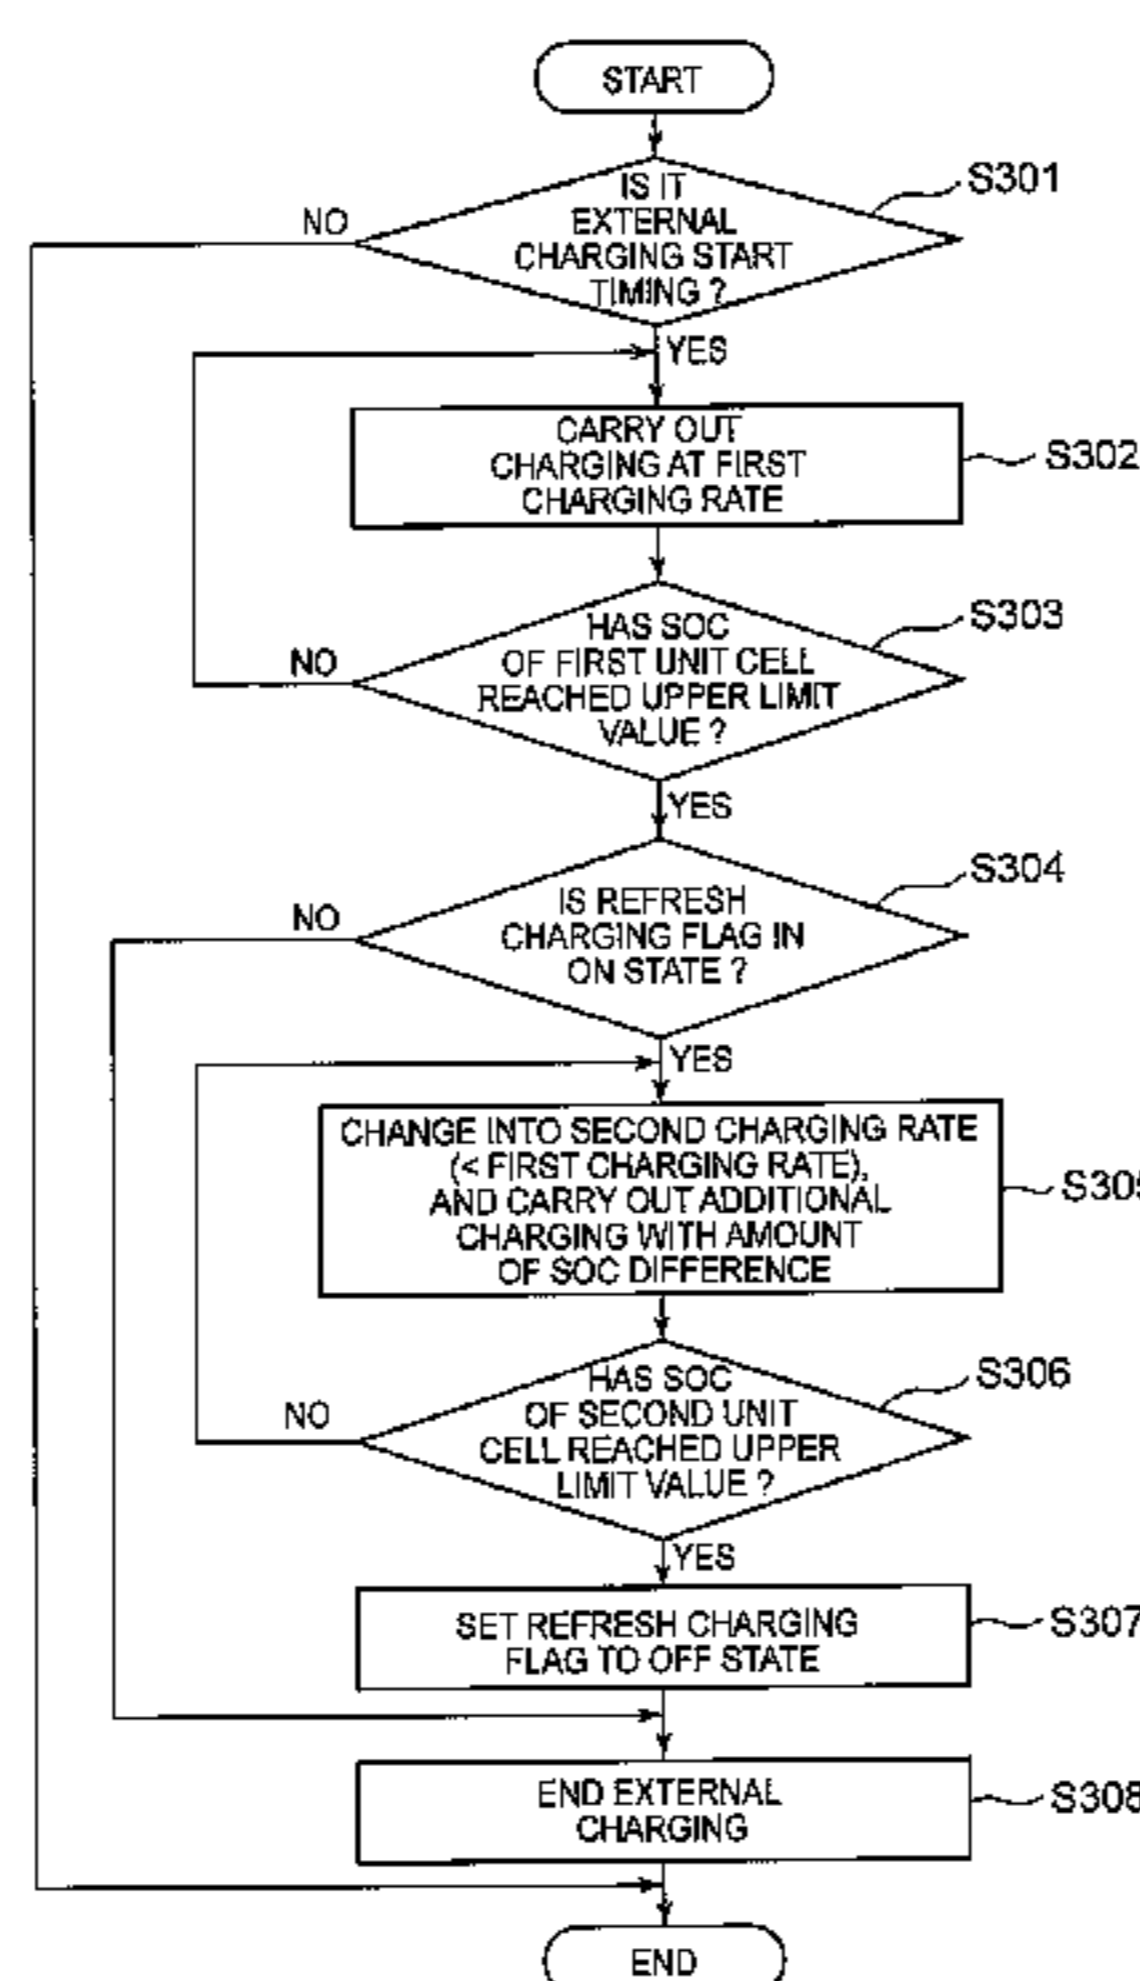 START
IS IT
EXTERNAL
CHARGING START
TIMING ?
S301
NO
YES
CARRY OUT
CHARGING AT FIRST
CHARGING RATE
S302
HAS SOC
OF FIRST UNIT CELL
REACHED UPPER LIMIT
VALUE ?
S303
NO
YES
IS REFRESH
CHARGING FLAG IN
ON STATE ?
S304
NO
YES
CHANGE INTO SECOND CHARGING RATE
(< FIRST CHARGING RATE),
AND CARRY OUT ADDITIONAL
CHARGING WITH AMOUNT
OF SOC DIFFERENCE
S305
HAS SOC
OF SECOND UNIT
CELL REACHED UPPER
LIMIT VALUE ?
S306
NO
YES
SET REFRESH CHARGING
FLAG TO OFF STATE
S307
END EXTERNAL
CHARGING
S308
END